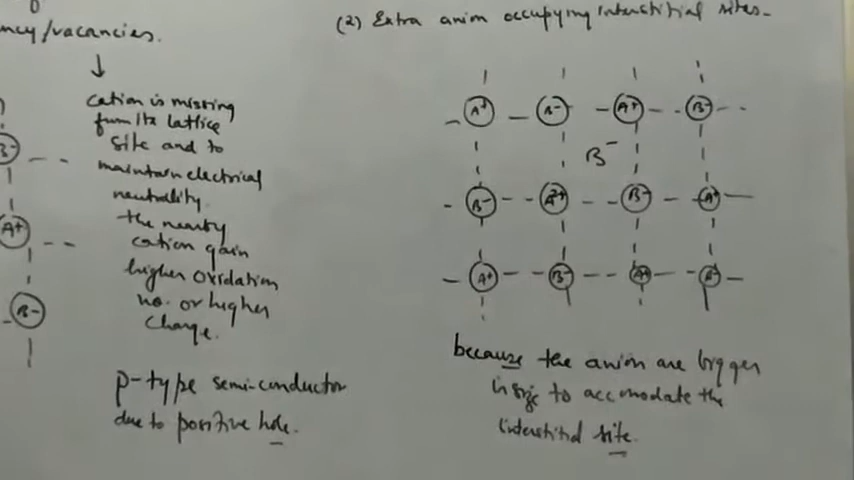 ncy/vacancies.
cation is missing
from its lattice
site and to
maintain electrical
neutrality.
the nearby
cation gain
higher oxidation
no. or higher
charge.
p-type semi-conductor
due to positive hole.
B-
A+
B-
(2) Extra anion occupying interstitial sites-
A+ B- A+ B-
B-
B- A2+ B- A+
A+ B- A+ B-
because the anion are bigger
in size to accomodate the
interstitial site.